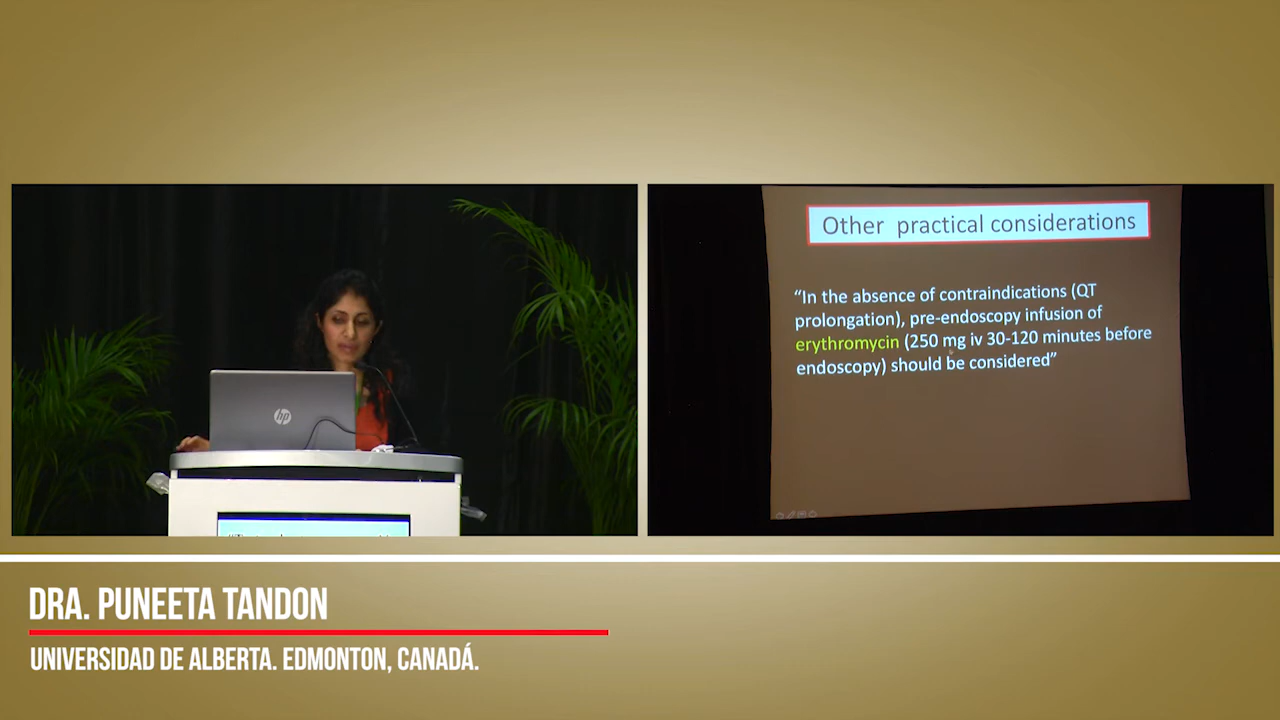 Other practical considerations
“In the absence of contraindications (QT
prolongation), pre-endoscopy infusion of
erythromycin (250 mg iv 30-120 minutes before
endoscopy) should be considered”
hp
DRA. PUNEETA TANDON
UNIVERSIDAD DE ALBERTA. EDMONTON, CANADÁ.